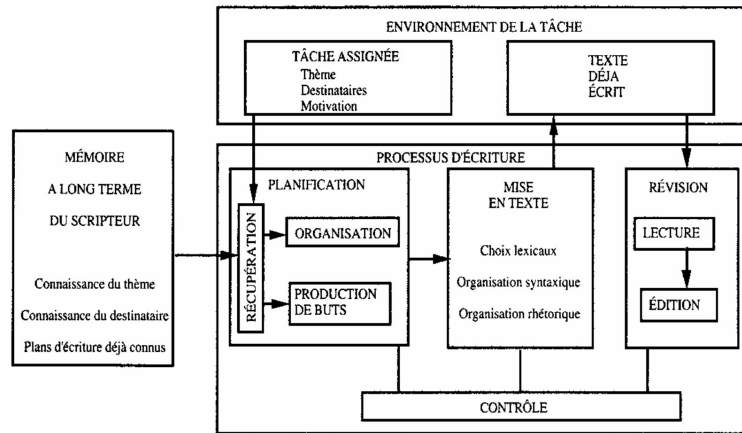 ENVIRONNEMENT DE LA TÂCHE
TÂCHE ASSIGNÉE
Thème
Destinataires
Motivation
TEXTE
DÉJA
ÉCRIT
MÉMOIRE
A LONG TERME
DU SCRIPTEUR
Connaissance du thème
Connaissance du destinataire
Plans d'écriture déjà connus
PROCESSUS D'ÉCRITURE
PLANIFICATION
RÉCUPÉRATION
ORGANISATION
PRODUCTION
DE BUTS
MISE
EN TEXTE
Choix lexicaux
Organisation syntaxique
Organisation rhétorique
RÉVISION
LECTURE
ÉDITION
CONTRÔLE